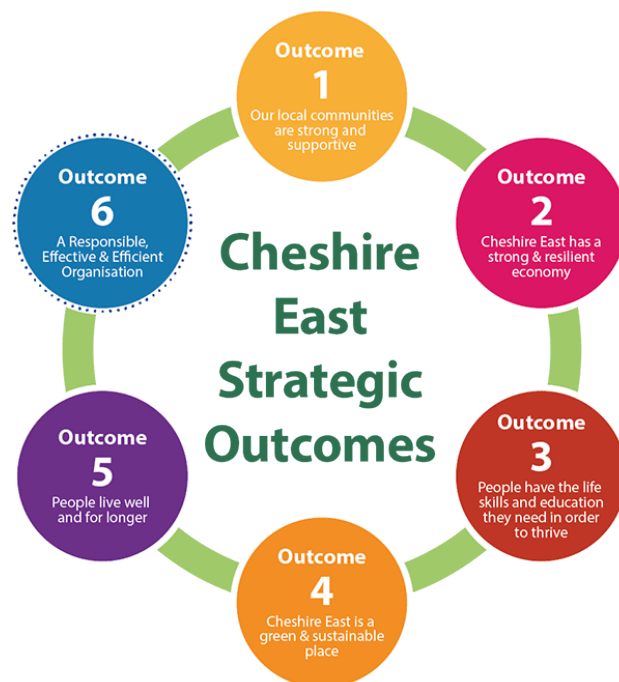 Outcome
1
Our local communities
are strong and
supportive
Outcome
2
Cheshire East has a
strong & resilient
economy
Outcome
3
People have the life
skills and education
they need in order
to thrive
Outcome
4
Cheshire East is a
green & sustainable
place
Outcome
5
People live well
and for longer
Outcome
6
A Responsible,
Effective & Efficient
Organisation
Cheshire
East
Strategic
Outcomes